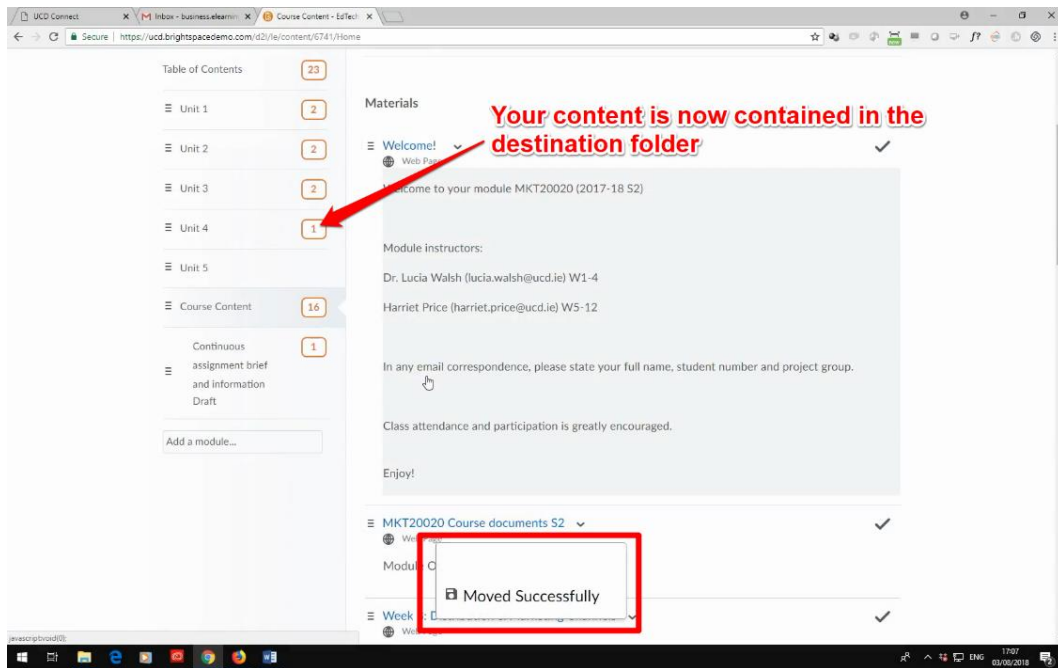 UCD Connect
Inbox - business.elearnin
Course Content - EdTech
Secure | https://ucd.brightspacedemo.com/d2l/le/content/6741/Home
Table of Contents 23
Unit 1 2
Unit 2 2
Unit 3 2
Unit 4 1
Unit 5
Course Content 16
Continuous 1
assignment brief
and information
Draft
Add a module...
Materials
Your content is now contained in the
destination folder
Welcome!
Web Page
Welcome to your module MKT20020 (2017-18 S2)
Module instructors:
Dr. Lucia Walsh (lucia.walsh@ucd.ie) W1-4
Harriet Price (harriet.price@ucd.ie) W5-12
In any email correspondence, please state your full name, student number and project group.
Class attendance and participation is greatly encouraged.
Enjoy!
MKT20020 Course documents S2
Web Page
Module O
Moved Successfully
Week
Web Page
javascript:void(0);
ENG
17:07
03/08/2018